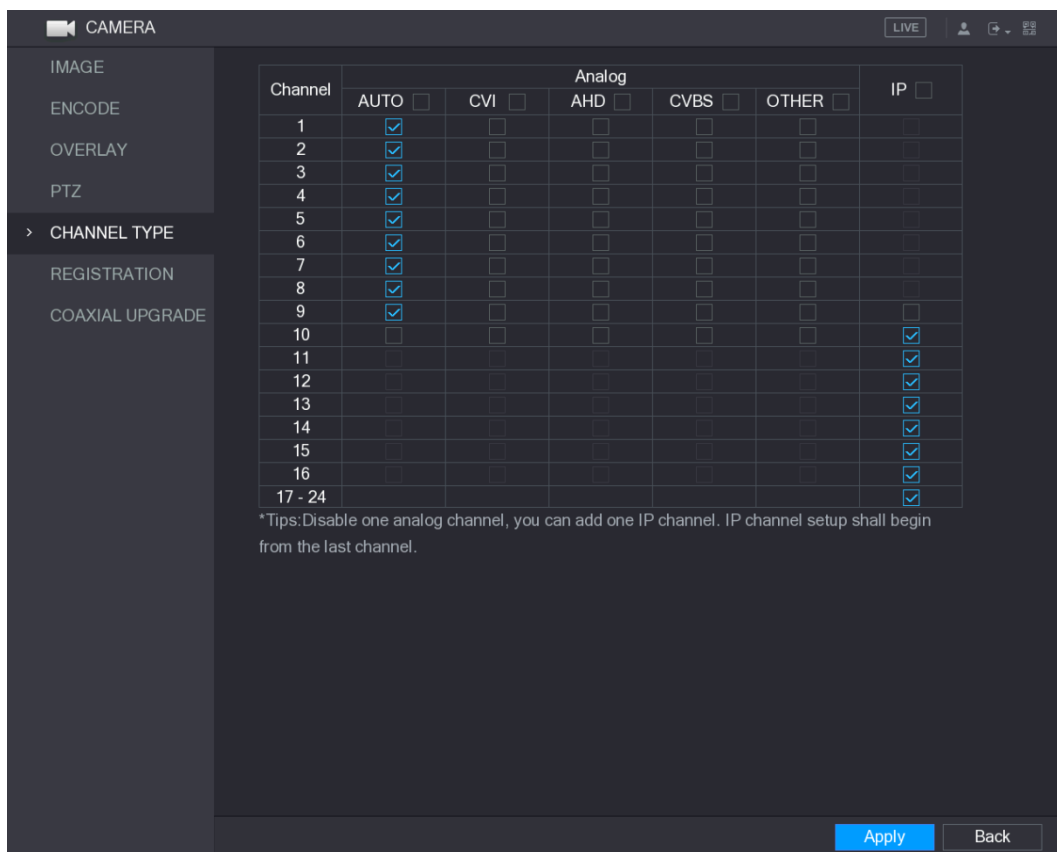 CAMERA
LIVE
IMAGE
ENCODE
OVERLAY
PTZ
> CHANNEL TYPE
REGISTRATION
COAXIAL UPGRADE
Channel Analog IP
AUTO CVI AHD CVBS OTHER
1
2
3
4
5
6
7
8
9
10
11
12
13
14
15
16
17 - 24
*Tips:Disable one analog channel, you can add one IP channel. IP channel setup shall begin
from the last channel.
Apply Back